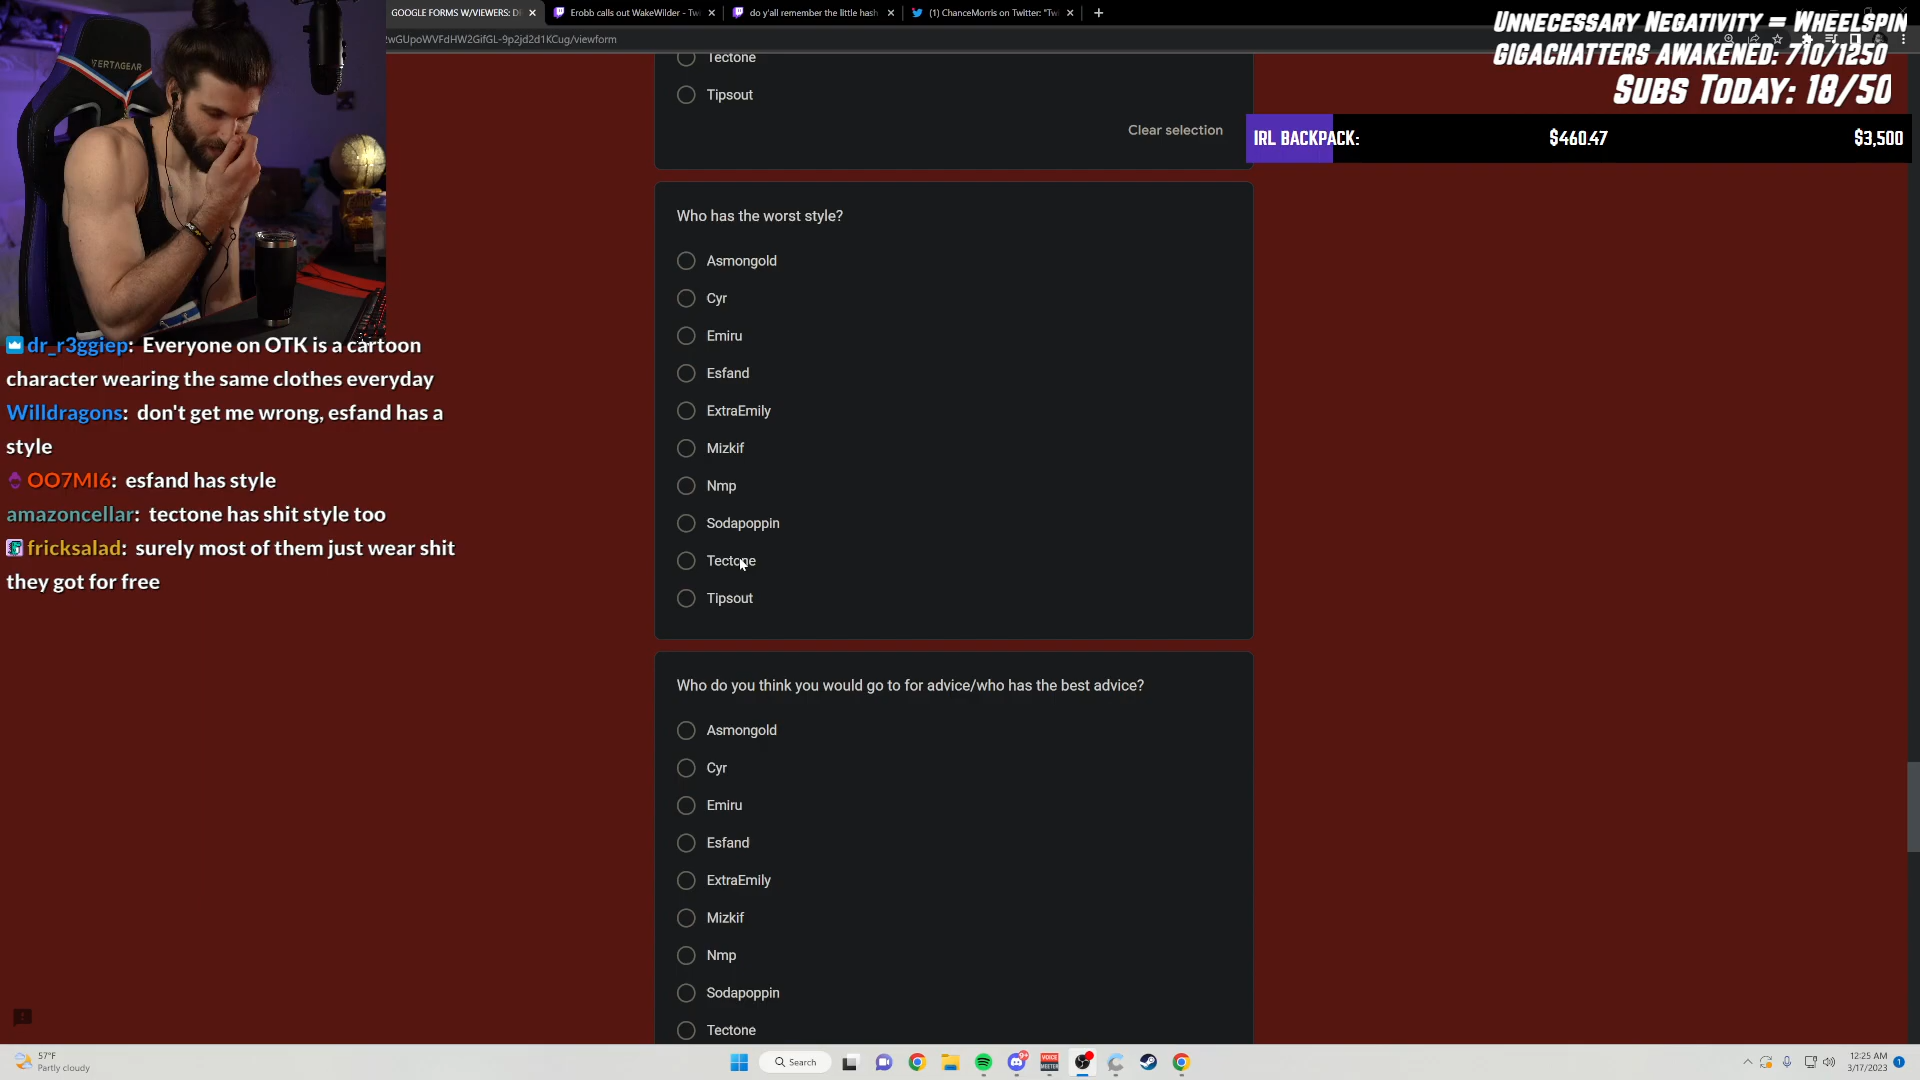 GOOGLE FORMS W/VIEWERS: DF
Erobb calls out WakeWilder - Tw
do y'all remember the little hash
(1) ChanceMorris on Twitter: "Twi
wGUpoWVFdHW2GifGL-9p2jd2d1KCug/viewform
UNNECESSARY NEGATIVITY = WHEELSPIN
GIGACHATTERS AWAKENED: 710/1250
SUBS TODAY: 18/50
IRL BACKPACK: $460.47 $3,500
VERTAGEAR
Tectone
Tipsout
Clear selection
Who has the worst style?
Asmongold
Cyr
Emiru
Esfand
ExtraEmily
Mizkif
Nmp
Sodapoppin
Tectone
Tipsout
Who do you think you would go to for advice/who has the best advice?
Asmongold
Cyr
Emiru
Esfand
ExtraEmily
Mizkif
Nmp
Sodapoppin
Tectone
dr_r3ggiep: Everyone on OTK is a cartoon
character wearing the same clothes everyday
Willdragons: don't get me wrong, esfand has a
style
OO7MI6: esfand has style
amazoncellar: tectone has shit style too
fricksalad: surely most of them just wear shit
they got for free
57°F
Partly cloudy
Search
VOICE
MEETER
12:25 AM
3/17/2023
1